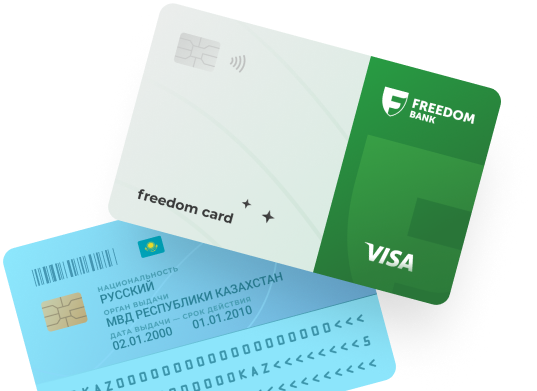 FREEDOM
BANK
freedom card
VISA
НАЦИОНАЛЬНОСТЬ
РУССКИЙ
ОРГАН ВЫДАЧИ
МВД РЕСПУБЛИКИ КАЗАХСТАН
ДАТА ВЫДАЧИ — СРОК ДЕЙСТВИЯ
02.01.2000 01.01.2010